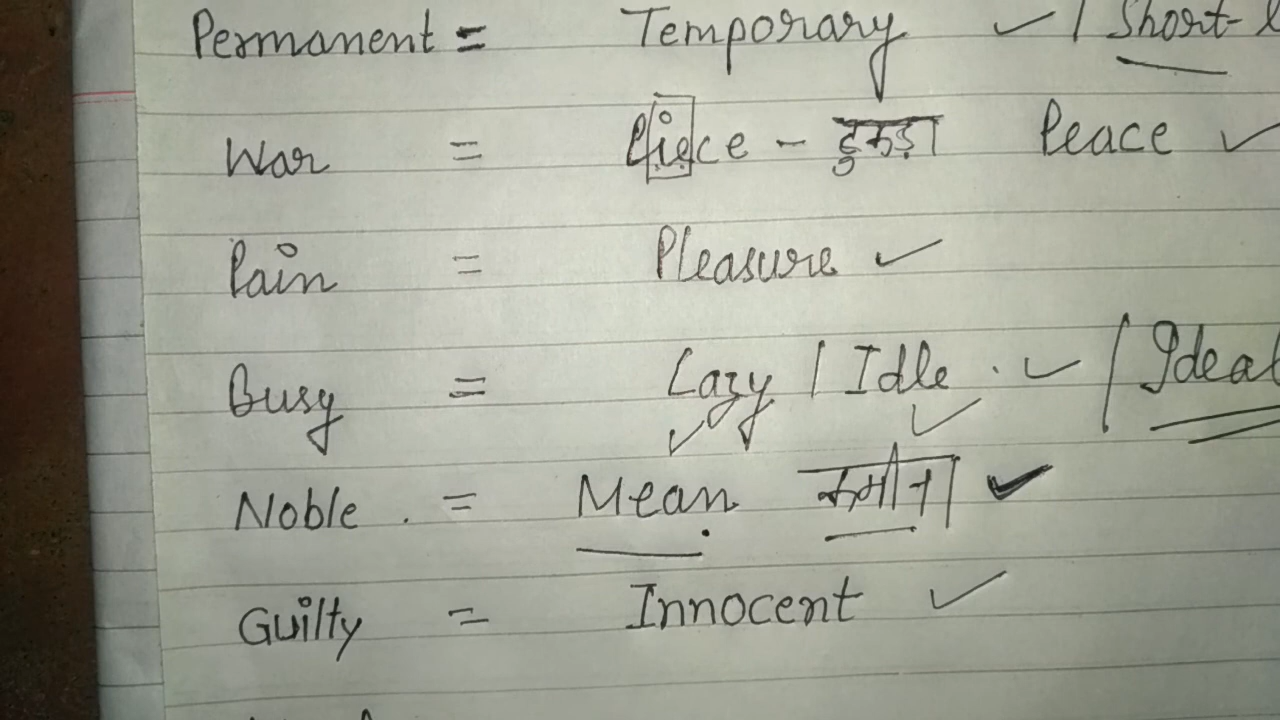 Permanent = Temporary ✓ / Short-
War = Piece - टुकड़ा Peace ✓
Pain = Pleasure ✓
Busy = Lazy / Idle . ✓ / Ideal
Noble . = Mean कमीना ✓
Guilty = Innocent ✓